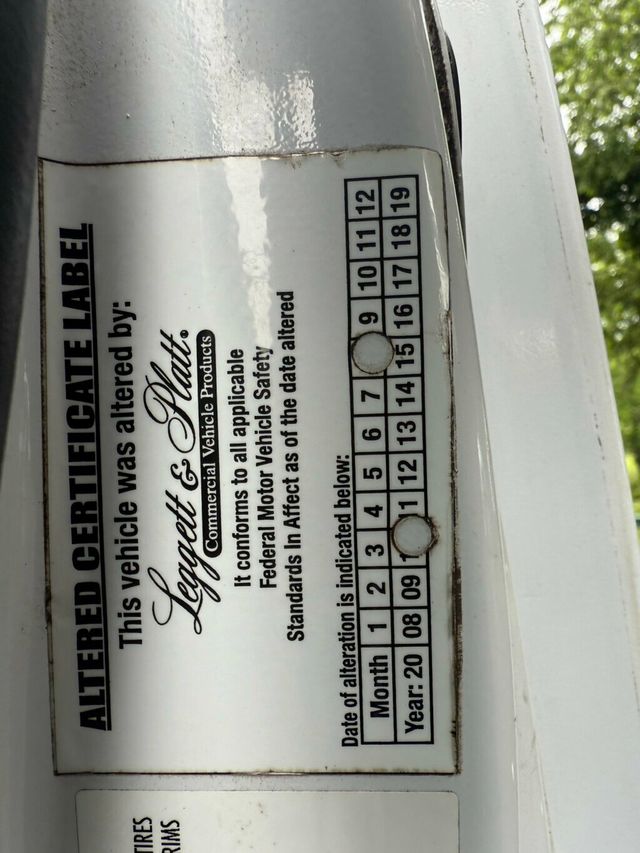 ALTERED CERTIFICATE LABEL
This vehicle was altered by:
Leggett & Platt.
Commercial Vehicle Products
It conforms to all applicable
Federal Motor Vehicle Safety
Standards In Affect as of the date altered
Date of alteration is indicated below:
Month 1 2 3 4 5 6 7 9 10 11 12
Year: 20 08 09 11 12 13 14 15 16 17 18 19
TIRES
RIMS